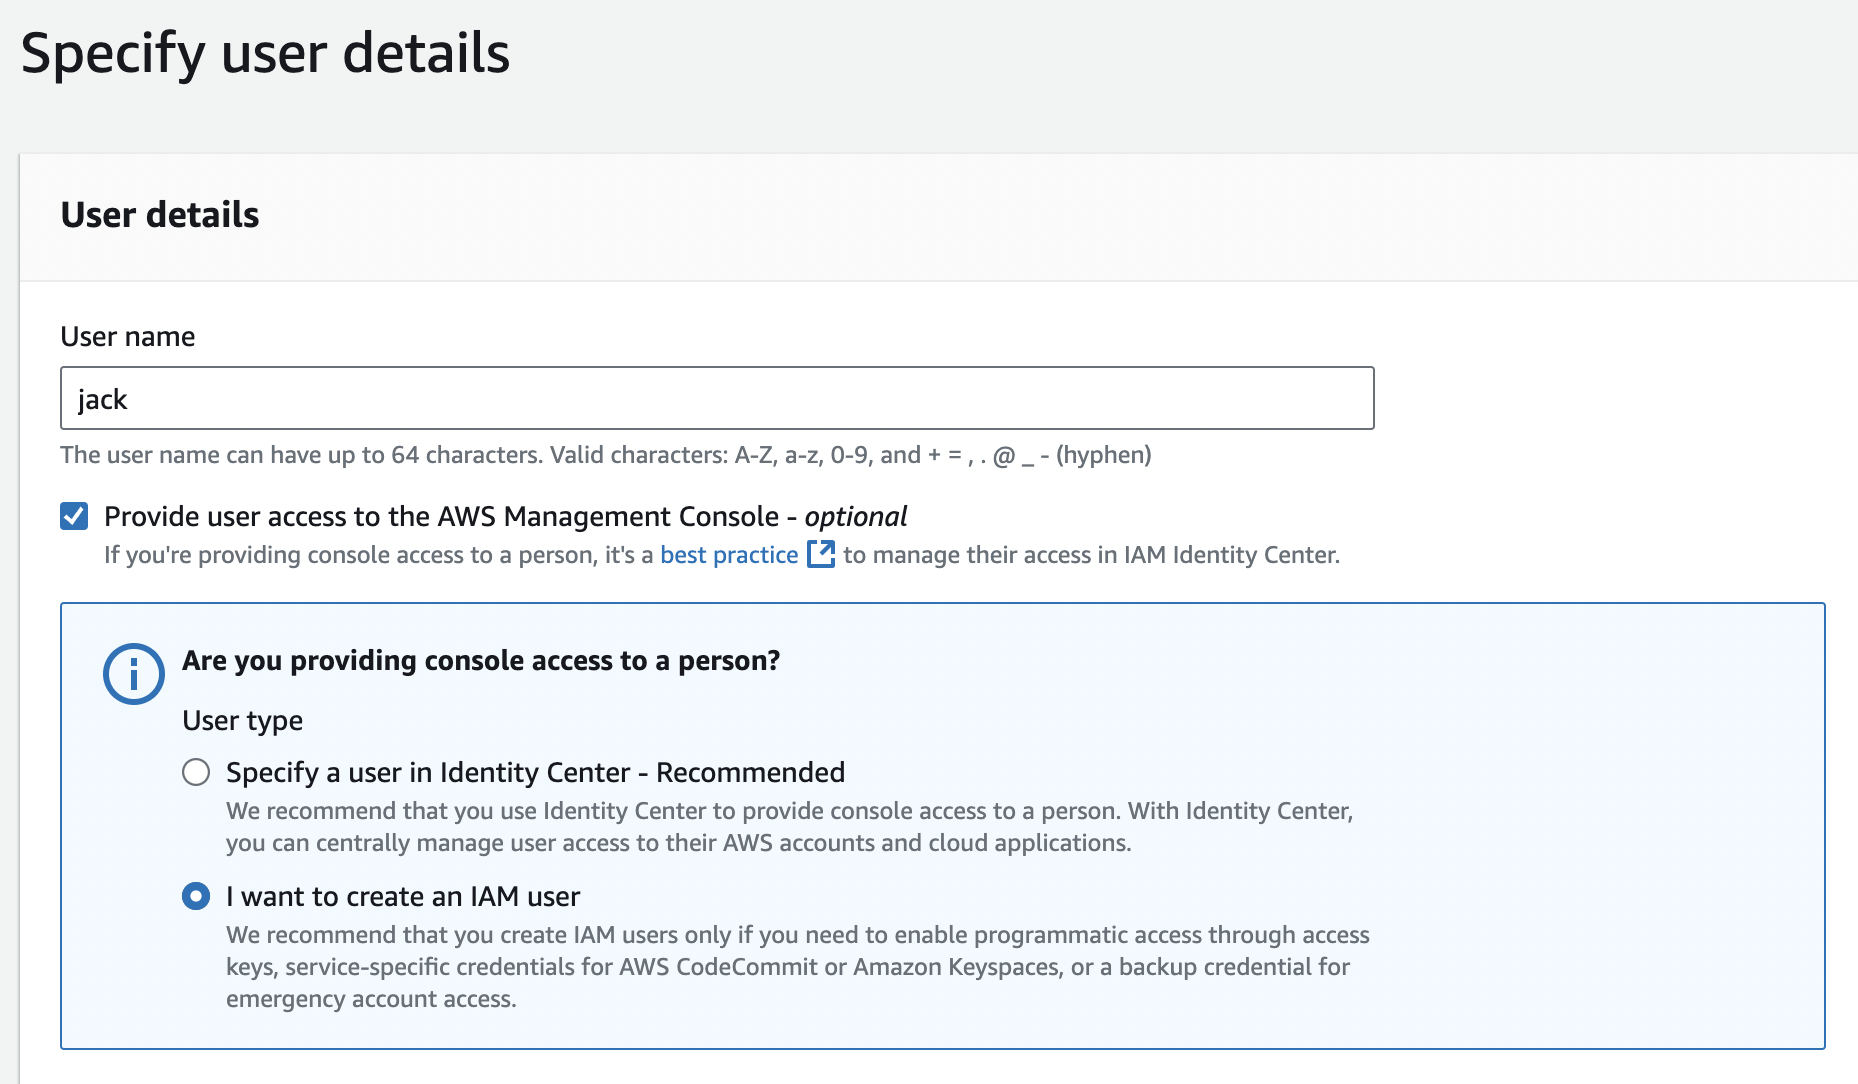 Specify user details
User details
User name
jack
The user name can have up to 64 characters. Valid characters: A-Z, a-z, 0-9, and + = , . @ _ - (hyphen)
Provide user access to the AWS Management Console - optional
If you're providing console access to a person, it's a best practice to manage their access in IAM Identity Center.
Are you providing console access to a person?
User type
Specify a user in Identity Center - Recommended
We recommend that you use Identity Center to provide console access to a person. With Identity Center,
you can centrally manage user access to their AWS accounts and cloud applications.
I want to create an IAM user
We recommend that you create IAM users only if you need to enable programmatic access through access
keys, service-specific credentials for AWS CodeCommit or Amazon Keyspaces, or a backup credential for
emergency account access.